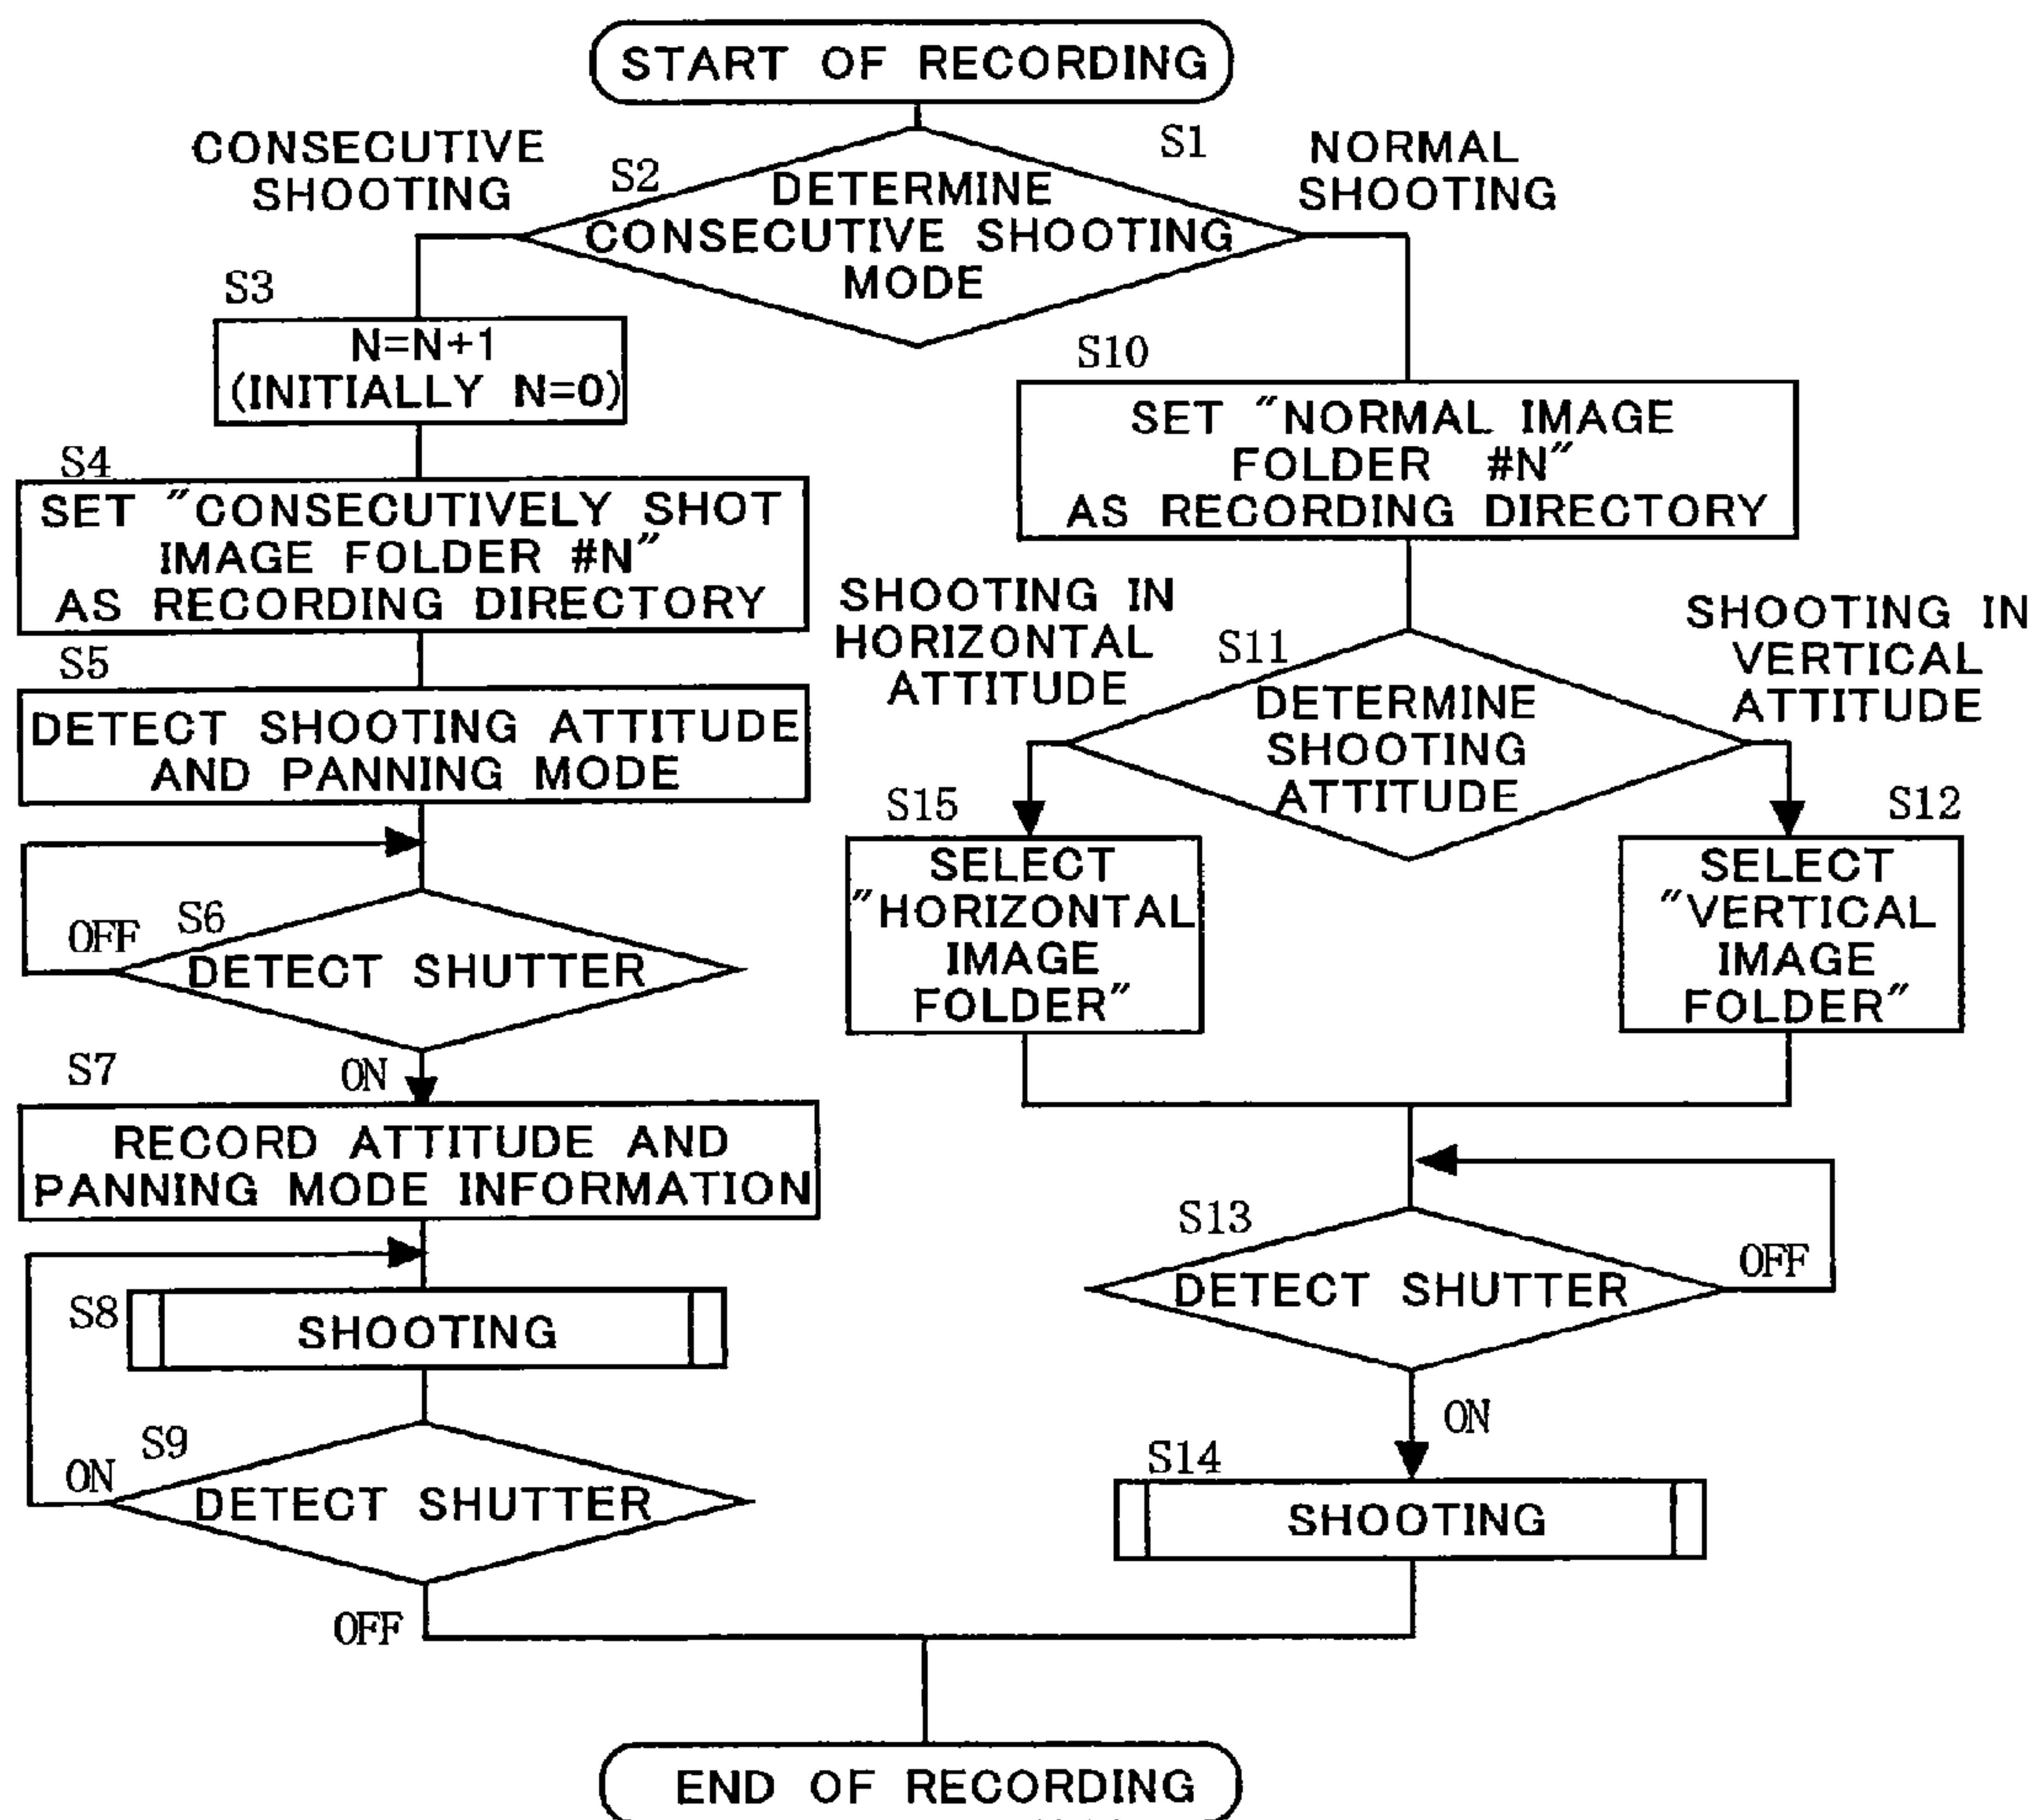 START OF RECORDING
CONSECUTIVE
SHOOTING
S2
S1
NORMAL
SHOOTING
DETERMINE
CONSECUTIVE SHOOTING
MODE
S3
N=N+1
(INITIALLY N=0)
S4
SET "CONSECUTIVELY SHOT
IMAGE FOLDER #N"
AS RECORDING DIRECTORY
S5
DETECT SHOOTING ATTITUDE
AND PANNING MODE
S6
OFF
DETECT SHUTTER
ON
S7
RECORD ATTITUDE AND
PANNING MODE INFORMATION
S8
SHOOTING
S9
ON
DETECT SHUTTER
OFF
S10
SET "NORMAL IMAGE
FOLDER #N"
AS RECORDING DIRECTORY
SHOOTING IN
HORIZONTAL
ATTITUDE
S11
SHOOTING IN
VERTICAL
ATTITUDE
DETERMINE
SHOOTING
ATTITUDE
S15
SELECT
"HORIZONTAL
IMAGE
FOLDER"
S12
SELECT
"VERTICAL
IMAGE
FOLDER"
S13
DETECT SHUTTER
OFF
ON
S14
SHOOTING
END OF RECORDING